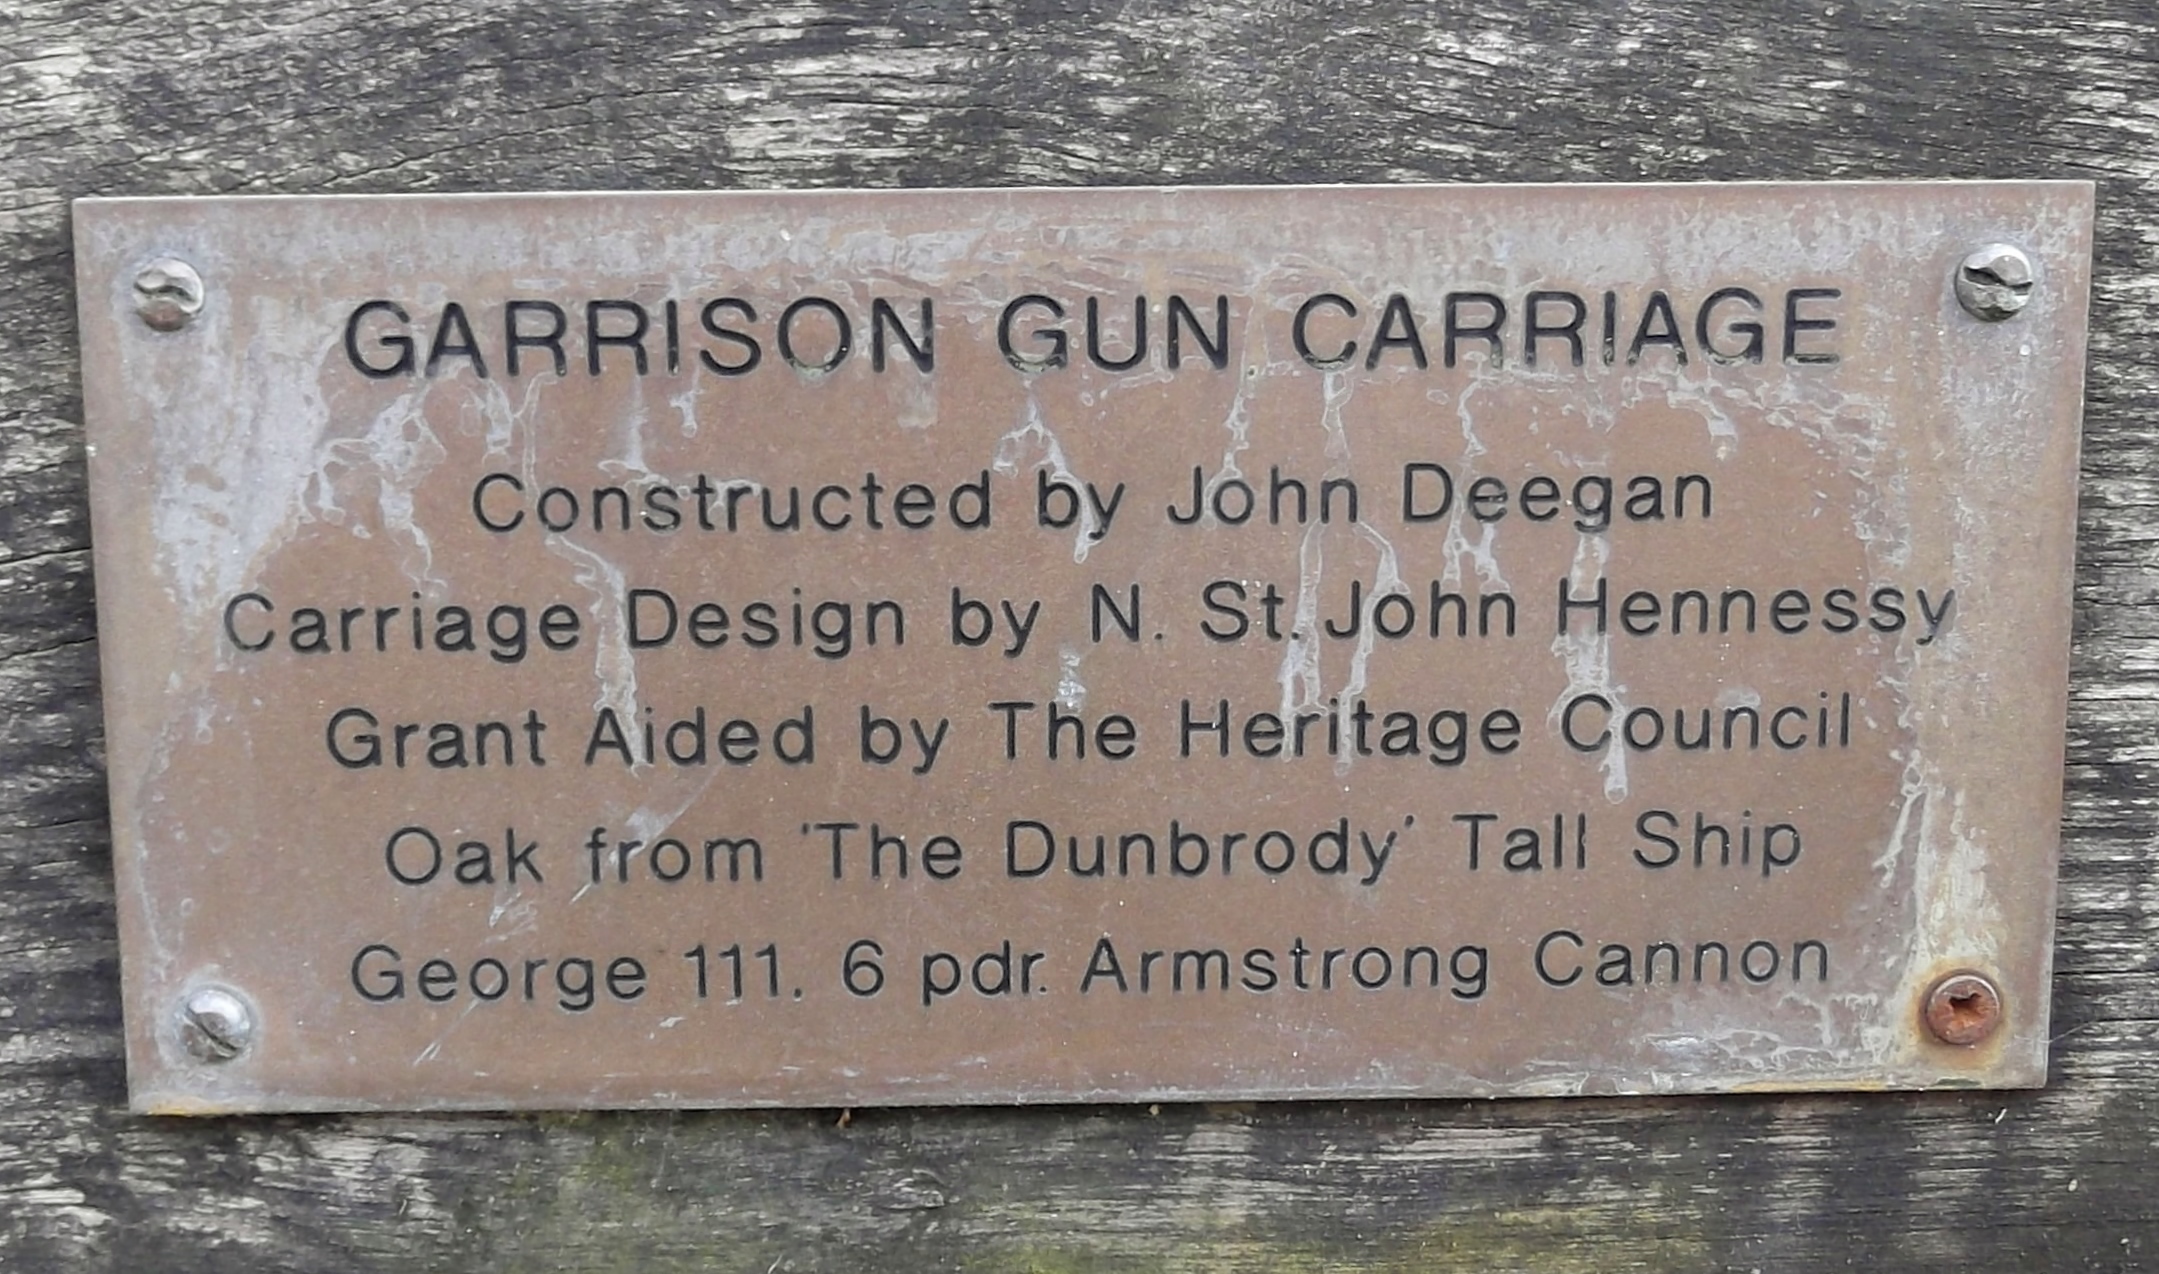 GARRISON GUN CARRIAGE
Constructed by John Deegan
Carriage Design by N. St. John Hennessy
Grant Aided by The Heritage Council
Oak from 'The Dunbrody' Tall Ship
George 111. 6 pdr. Armstrong Cannon